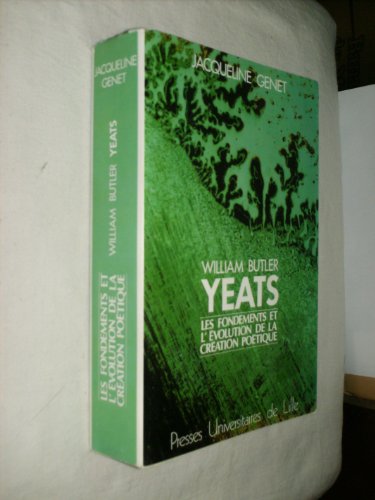 JACQUELINE
GENET
WILLIAM BUTLER YEATS
LES FONDEMENTS ET
L'ÉVOLUTION DE LA
CRÉATION POÉTIQUE
JACQUELINE GENET
WILLIAM BUTLER
YEATS
LES FONDEMENTS ET
L'ÉVOLUTION DE LA
CRÉATION POÉTIQUE
Presses Universitaires de Lille